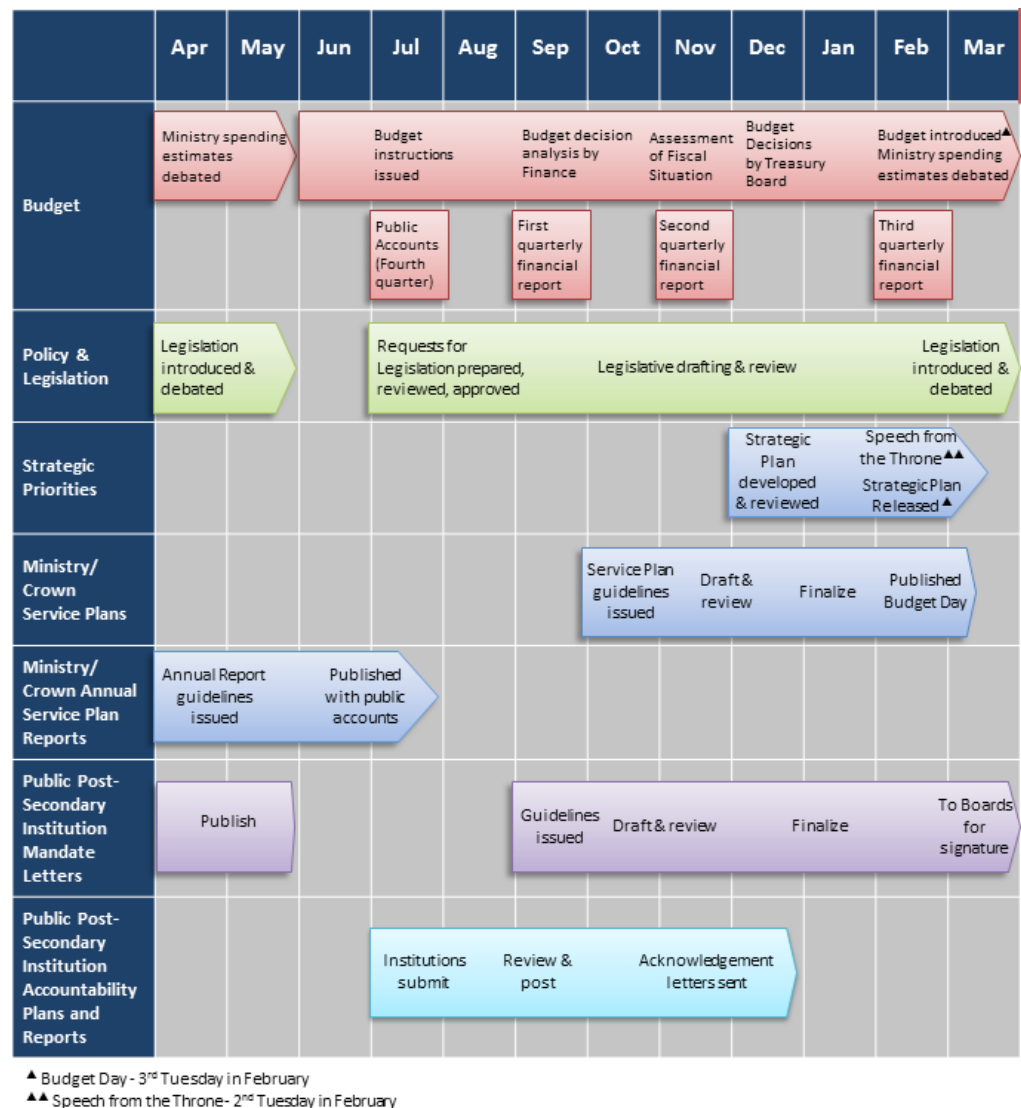 Apr May Jun Jul Aug Sep Oct Nov Dec Jan Feb Mar
Budget
Ministry spending
estimates
debated
Budget
instructions
issued
Budget decision
analysis by
Finance
Assessment
of Fiscal
Situation
Budget
Decisions
by Treasury
Board
Budget introduced▲
Ministry spending
estimates debated
Public
Accounts
(Fourth
quarter)
First
quarterly
financial
report
Second
quarterly
financial
report
Third
quarterly
financial
report
Policy &
Legislation
Legislation
introduced &
debated
Requests for
Legislation prepared,
reviewed, approved
Legislative drafting & review
Legislation
introduced &
debated
Strategic
Priorities
Strategic
Plan
developed
& reviewed
Speech from
the Throne▲▲
Strategic Plan
Released▲
Ministry/
Crown
Service Plans
Service Plan
guidelines
issued
Draft &
review
Finalize
Published
Budget Day
Ministry/
Crown Annual
Service Plan
Reports
Annual Report
guidelines
issued
Published
with public
accounts
Public Post-
Secondary
Institution
Mandate
Letters
Publish
Guidelines
issued
Draft & review
Finalize
To Boards
for
signature
Public Post-
Secondary
Institution
Accountability
Plans and
Reports
Institutions
submit
Review &
post
Acknowledgement
letters sent
▲ Budget Day - 3rd Tuesday in February
▲▲ Speech from the Throne- 2nd Tuesday in February